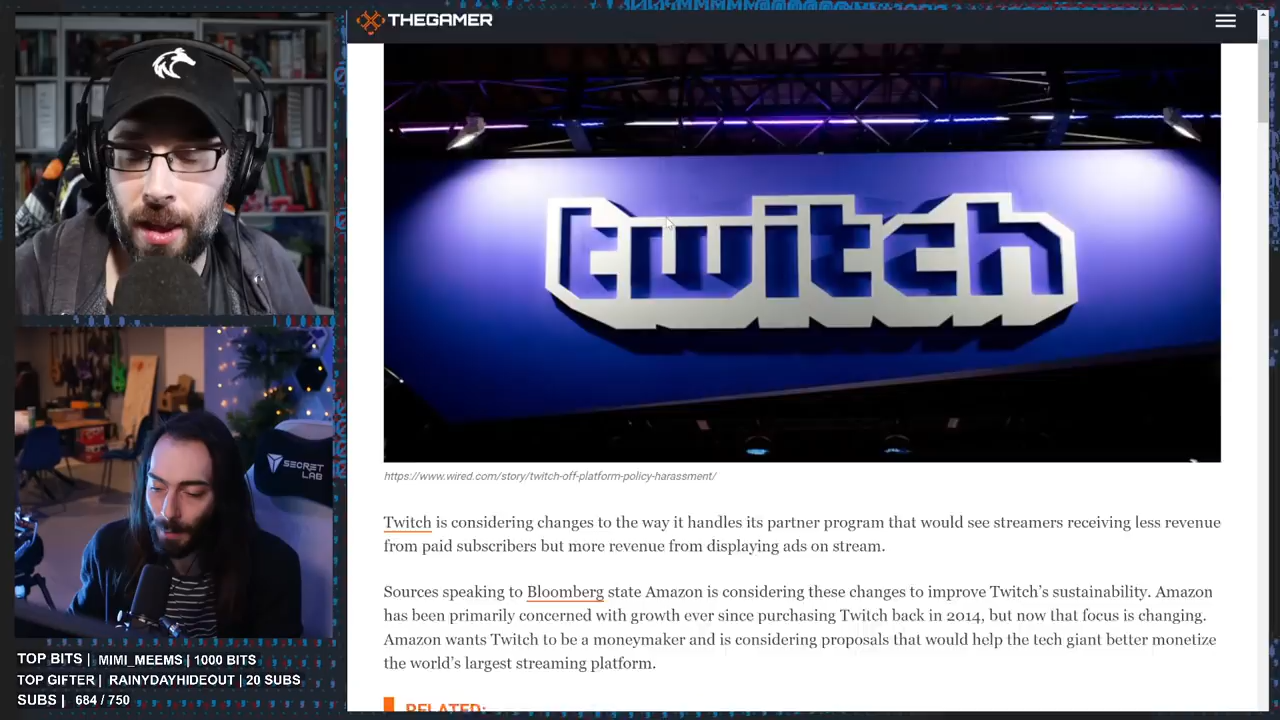 THEGAMER
twitch
SECRET
LAB
https://www.wired.com/story/twitch-off-platform-policy-harassment/
Twitch is considering changes to the way it handles its partner program that would see streamers receiving less revenue
from paid subscribers but more revenue from displaying ads on stream.
Sources speaking to Bloomberg state Amazon is considering these changes to improve Twitch's sustainability. Amazon
has been primarily concerned with growth ever since purchasing Twitch back in 2014, but now that focus is changing.
Amazon wants Twitch to be a moneymaker and is considering proposals that would help the tech giant better monetize
the world's largest streaming platform.
RELATED:
TOP BITS | MIMI_MEEMS | 1000 BITS
TOP GIFTER | RAINYDAYHIDEOUT | 20 SUBS
SUBS | 684 / 750